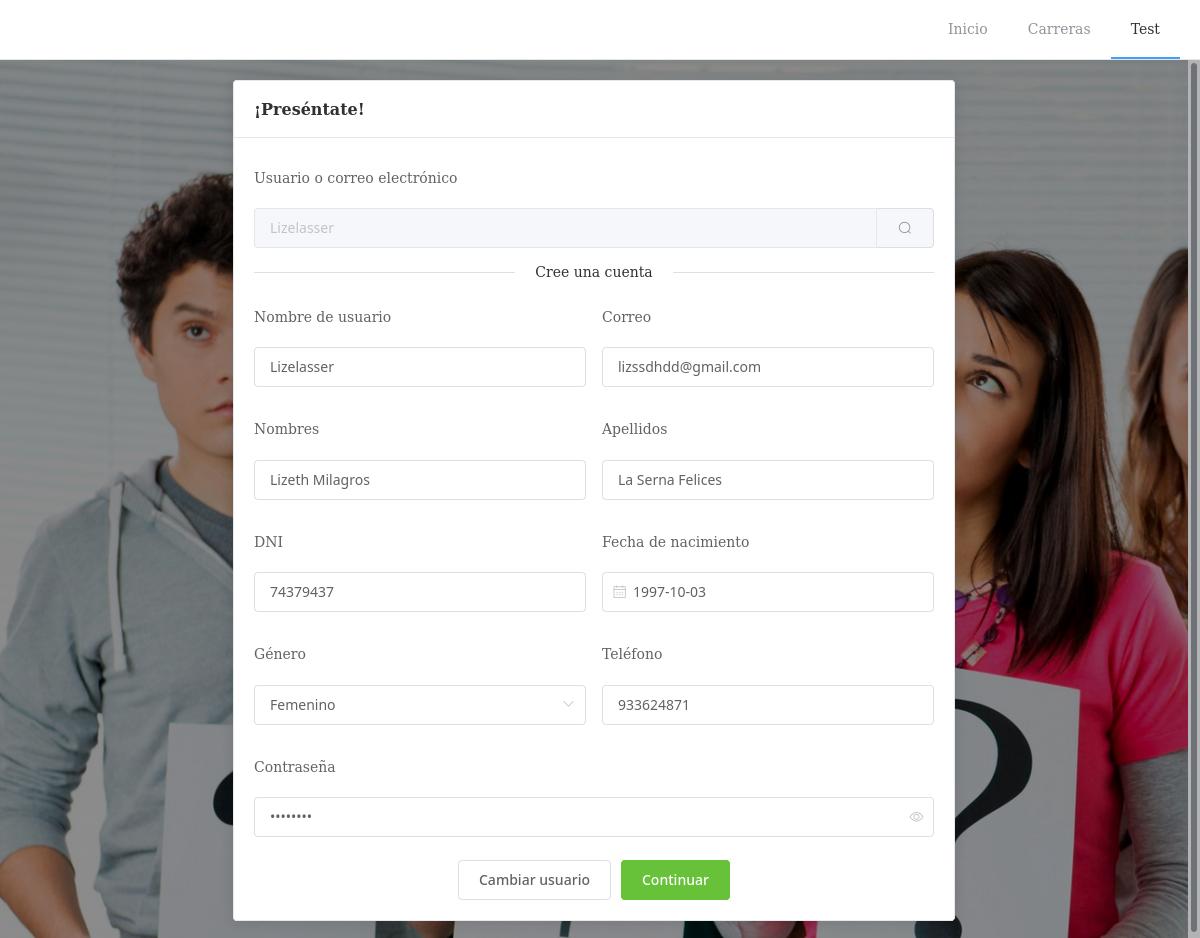 Inicio Carreras Test
¡Preséntate!
Usuario o correo electrónico
Lizelasser
Cree una cuenta
Nombre de usuario Correo
Lizelasser lizssdhdd@gmail.com
Nombres Apellidos
Lizeth Milagros La Serna Felices
DNI Fecha de nacimiento
74379437 1997-10-03
Género Teléfono
Femenino 933624871
Contraseña
••••••••
Cambiar usuario Continuar